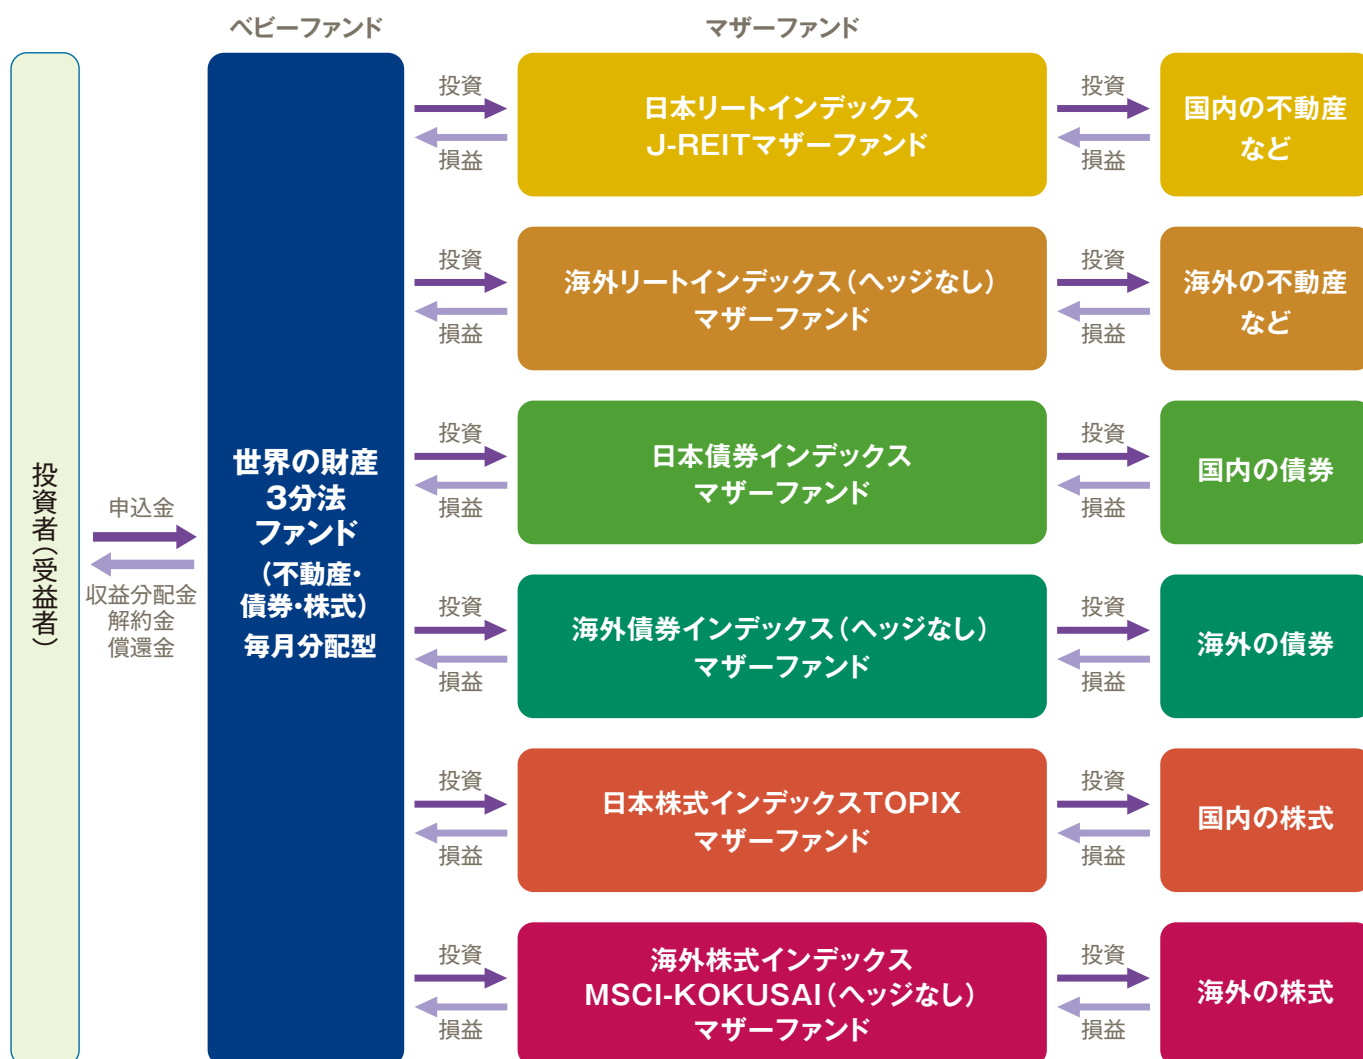 ベビーファンド
マザーファンド
投資者（受益者）
申込金
収益分配金
解約金
償還金
世界の財産
3分法
ファンド
（不動産・
債券・株式）
毎月分配型
投資
損益
日本リートインデックス
J-REITマザーファンド
投資
損益
国内の不動産
など
投資
損益
海外リートインデックス（ヘッジなし）
マザーファンド
投資
損益
海外の不動産
など
投資
損益
日本債券インデックス
マザーファンド
投資
損益
国内の債券
投資
損益
海外債券インデックス（ヘッジなし）
マザーファンド
投資
損益
海外の債券
投資
損益
日本株式インデックスTOPIX
マザーファンド
投資
損益
国内の株式
投資
損益
海外株式インデックス
MSCI-KOKUSAI（ヘッジなし）
マザーファンド
投資
損益
海外の株式